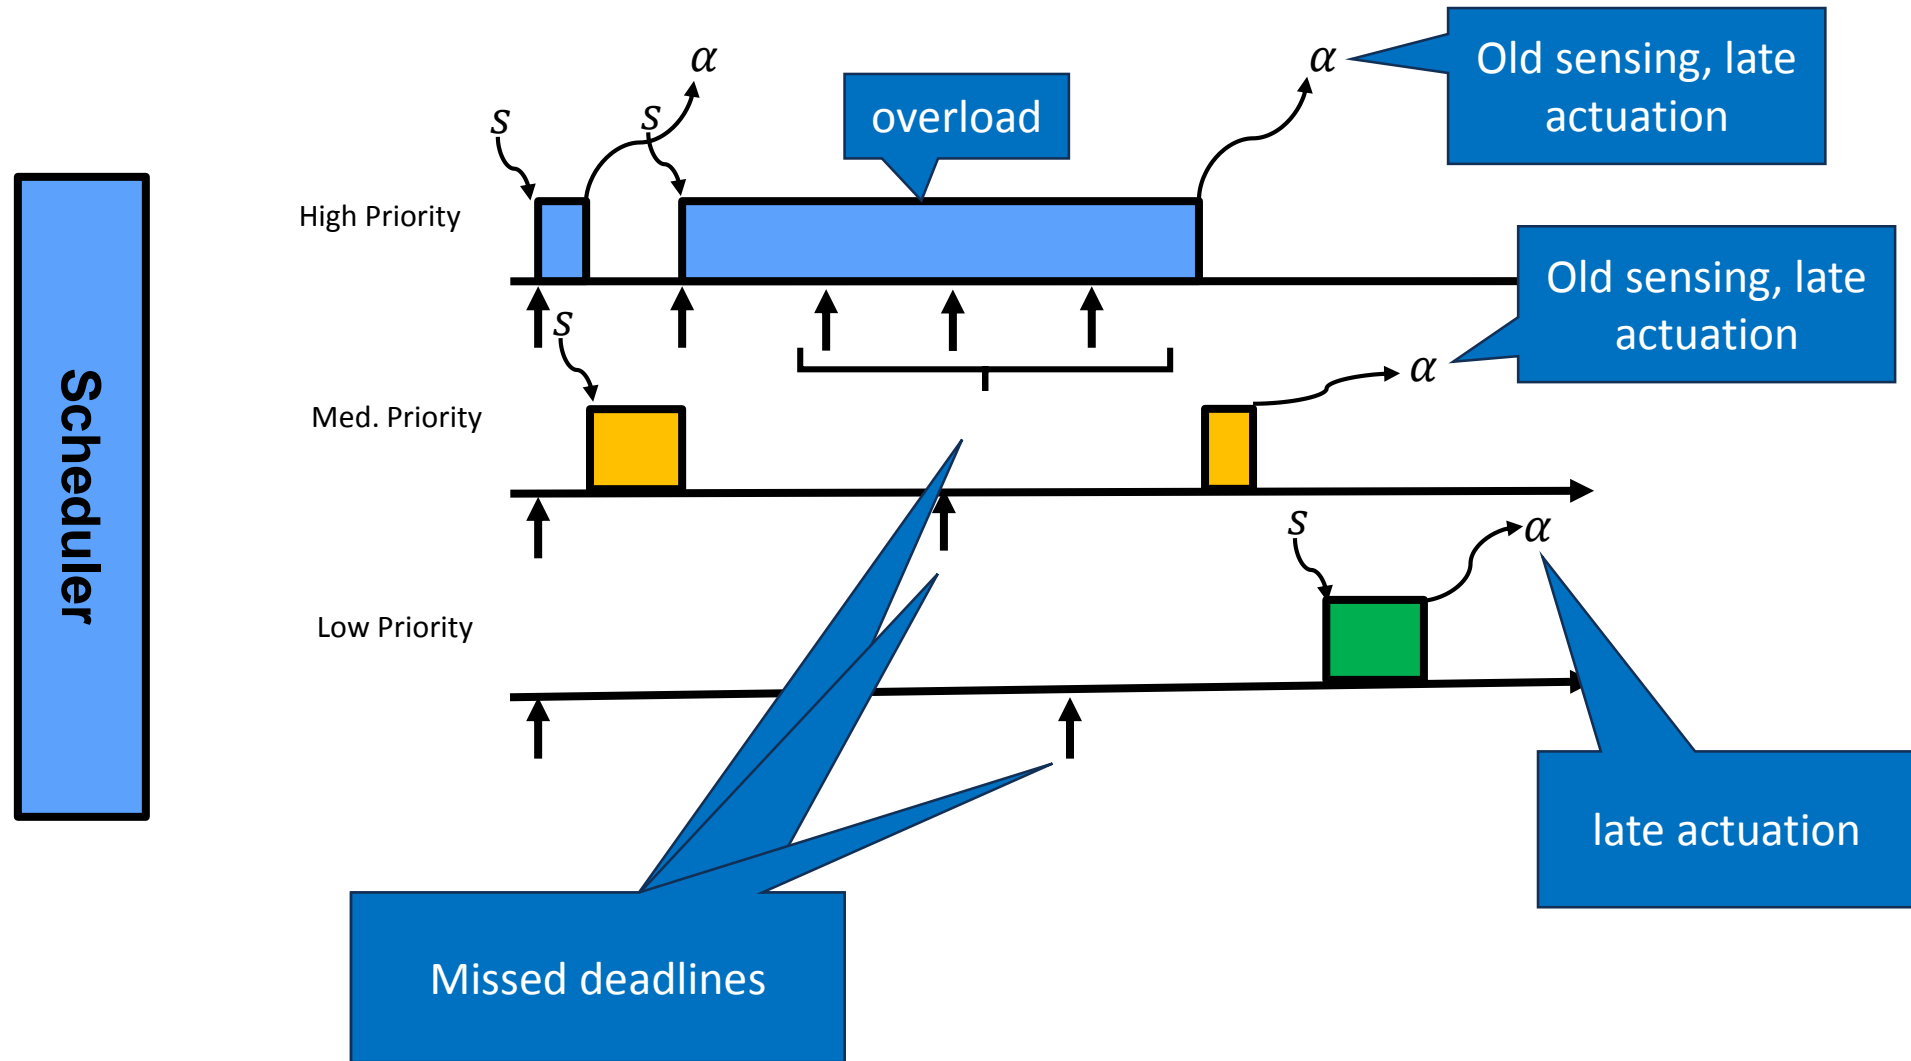 Scheduler
α
s
s
overload
α
Old sensing, late
actuation
High Priority
s
Old sensing, late
actuation
α
Med. Priority
s
α
Low Priority
late actuation
Missed deadlines